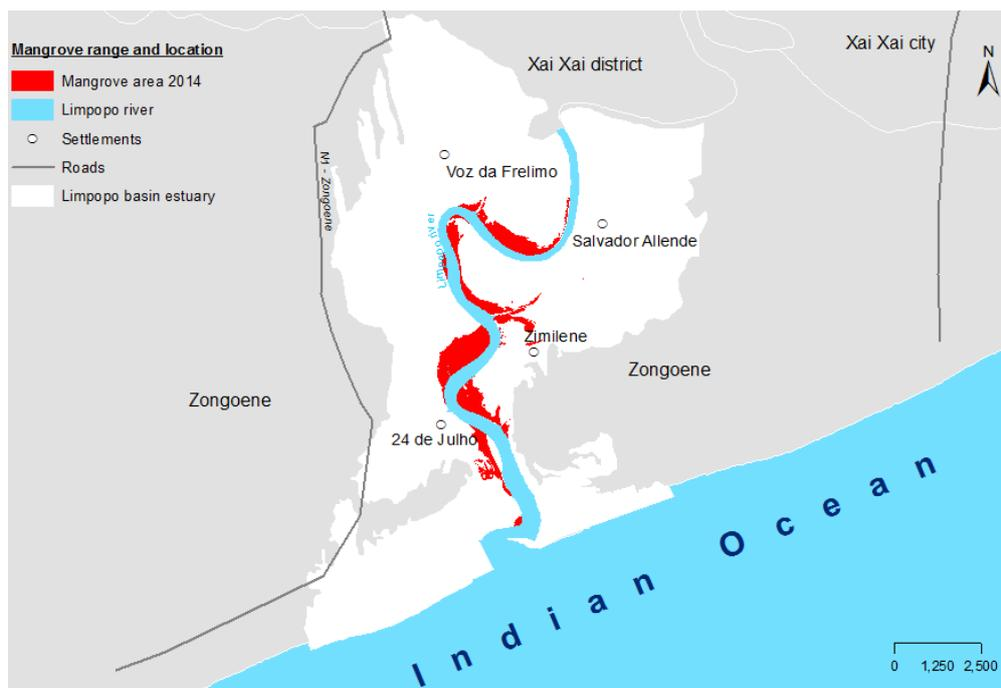 Mangrove range and location
Mangrove area 2014
Limpopo river
Settlements
Roads
Limpopo basin estuary
Xai Xai district
Xai Xai city
N
N1 - Zongoene
Voz da Frelimo
Salvador Allende
Limpopo river
Zimilene
Zongoene
Zongoene
24 de Julho
Indian Ocean
0 1,250 2,500